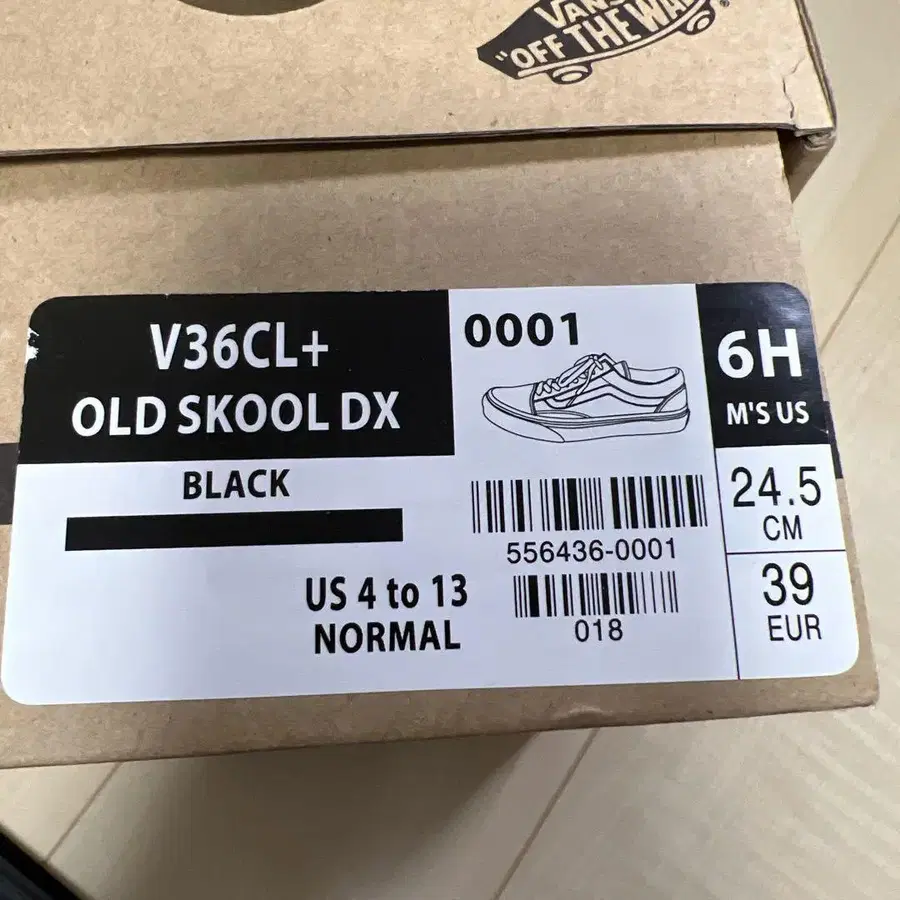 VANS
"OFF THE WALL"
V36CL+
OLD SKOOL DX
BLACK
US 4 to 13
NORMAL
0001
556436-0001
018
6H
M'S US
24.5
CM
39
EUR